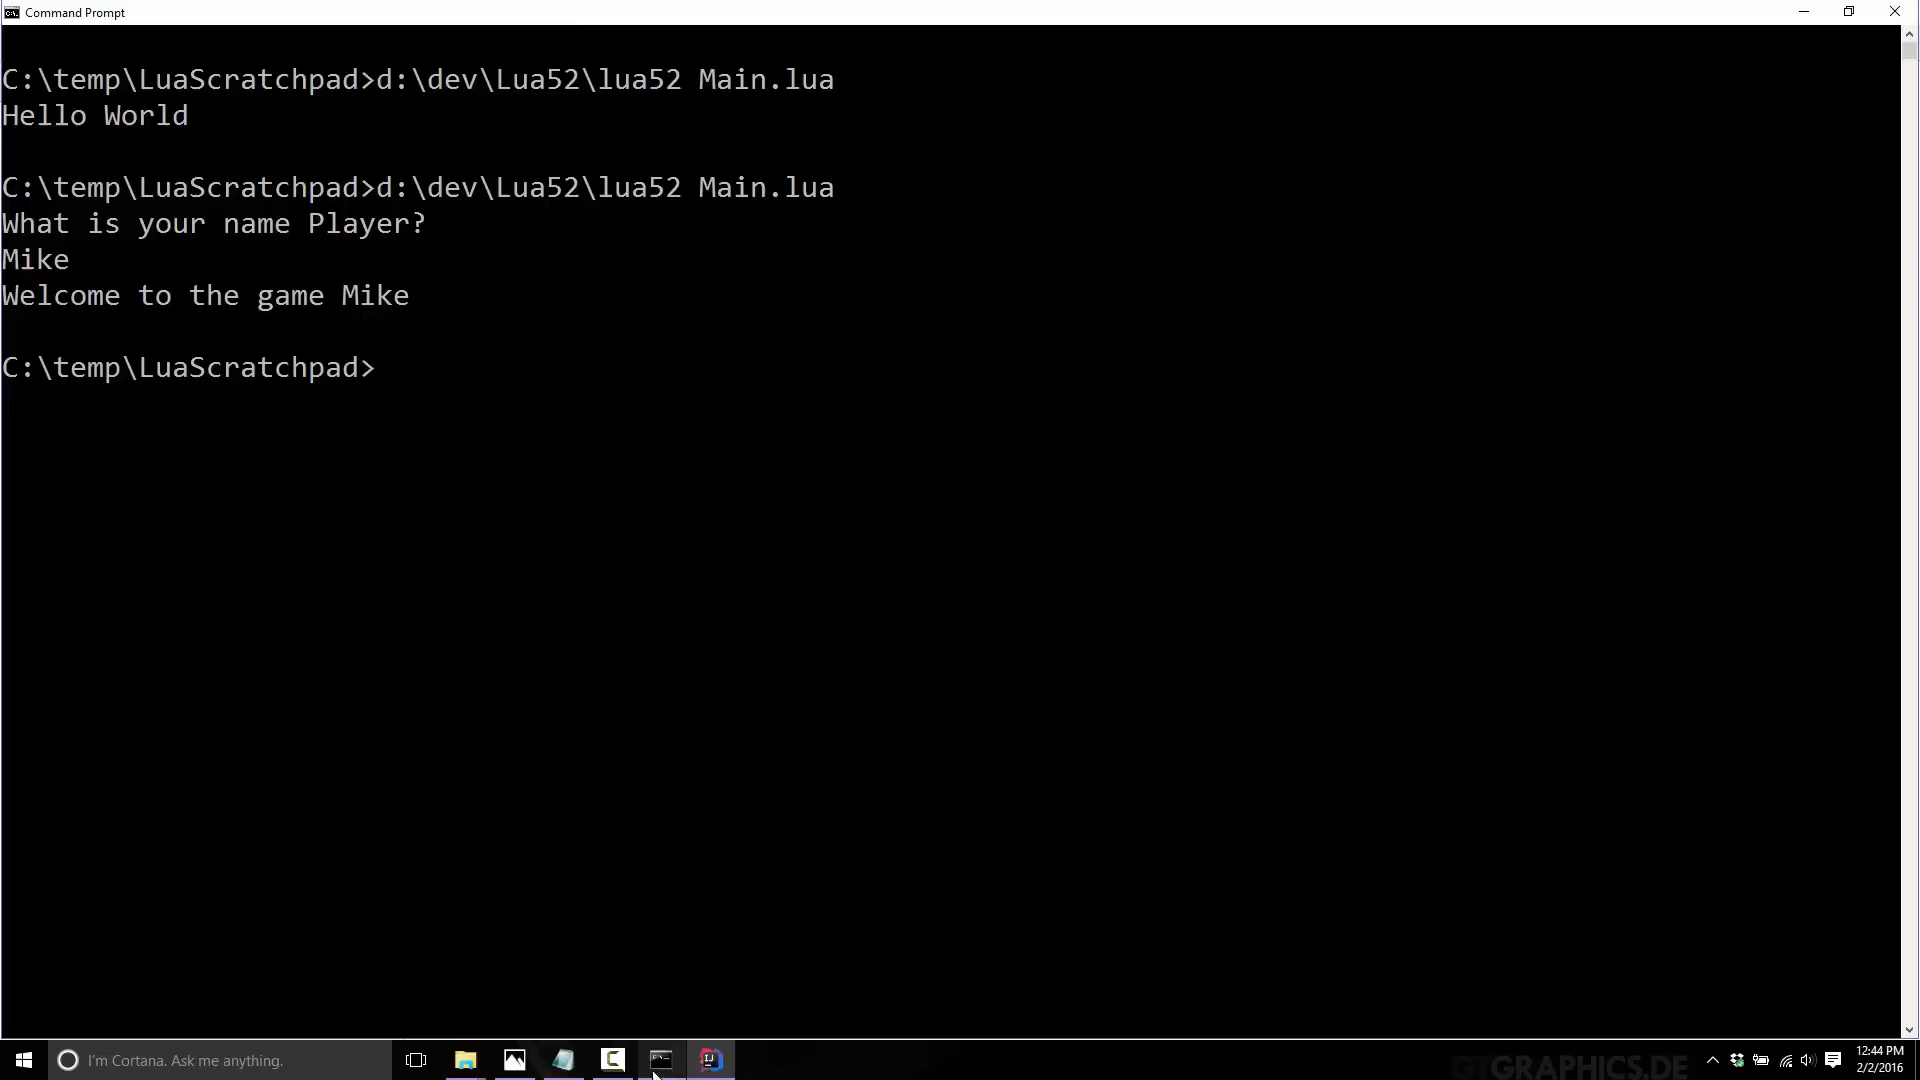 Command Prompt
C:\temp\LuaScratchpad>d:\dev\Lua52\lua52 Main.lua
Hello World
C:\temp\LuaScratchpad>d:\dev\Lua52\lua52 Main.lua
What is your name Player?
Mike
Welcome to the game Mike
C:\temp\LuaScratchpad>
I'm Cortana. Ask me anything.
GTGRAPHICS.DE
12:44 PM
2/2/2016